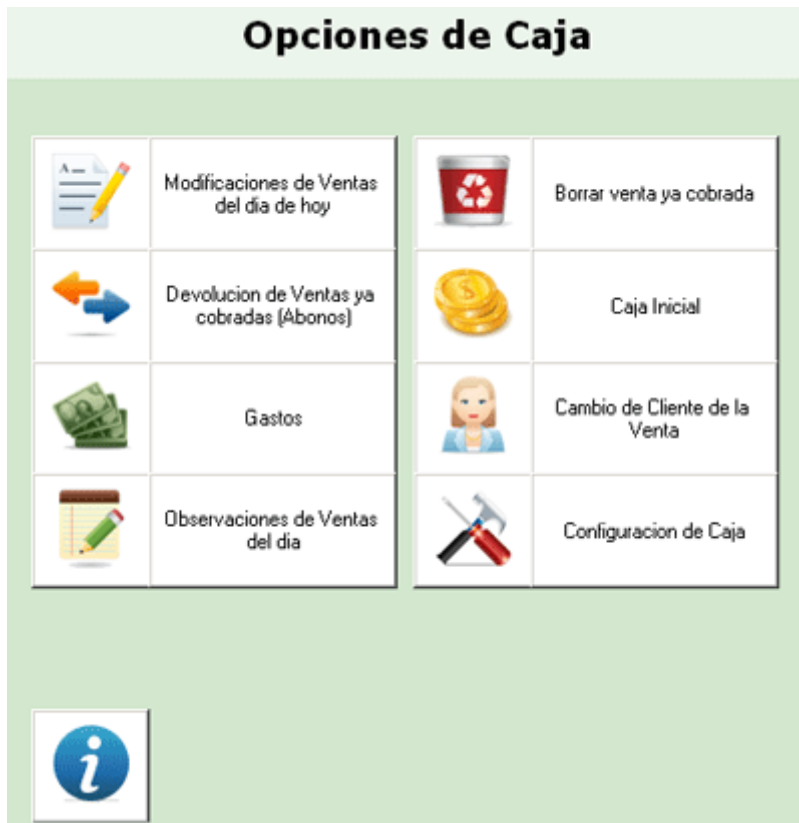 Opciones de Caja
Modificaciones de Ventas
del dia de hoy
Borrar venta ya cobrada
Devolucion de Ventas ya
cobradas (Abonos)
Caja Inicial
Gastos
Cambio de Cliente de la
Venta
Observaciones de Ventas
del dia
Configuracion de Caja